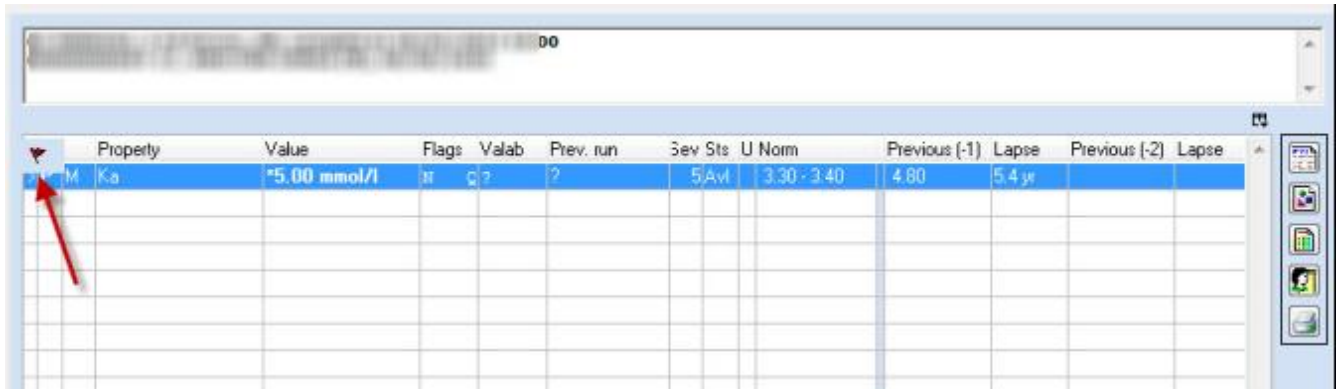 00
Property Value Flags Valab Prev. run Sev Sts U Norm Previous (-1) Lapse Previous (-2) Lapse
M Ka *5.00 mmol/l N Q ? ? 5 Avl 3.30 - 3.40 4.80 5.4 yr